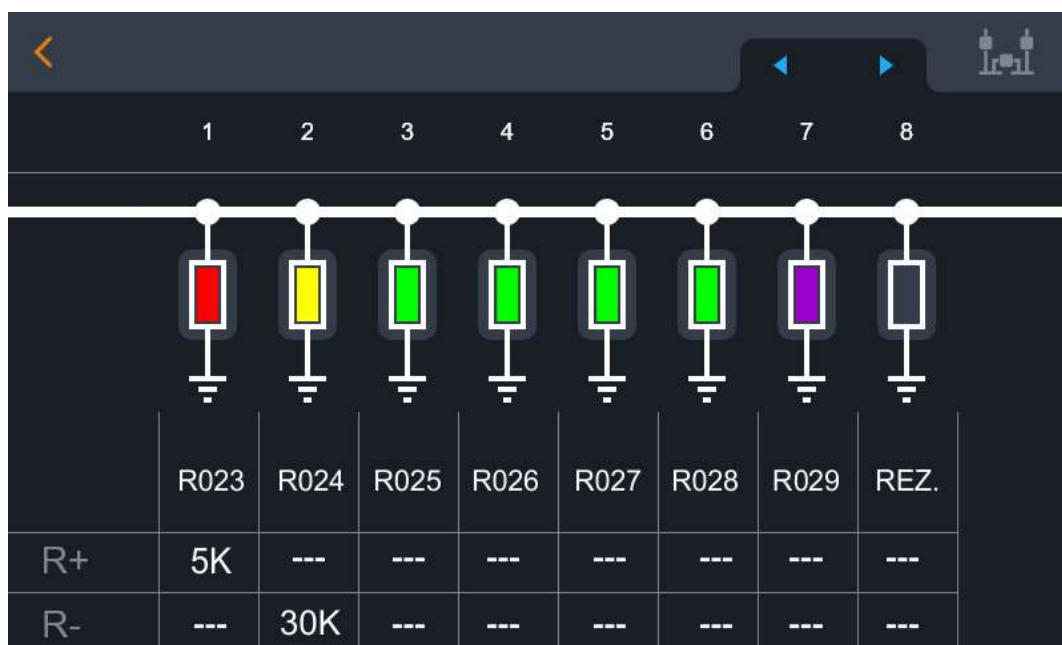 1 2 3 4 5 6 7 8
R023 R024 R025 R026 R027 R028 R029 REZ.
R+ 5K --- --- --- --- --- --- ---
R- --- 30K --- --- --- --- --- ---